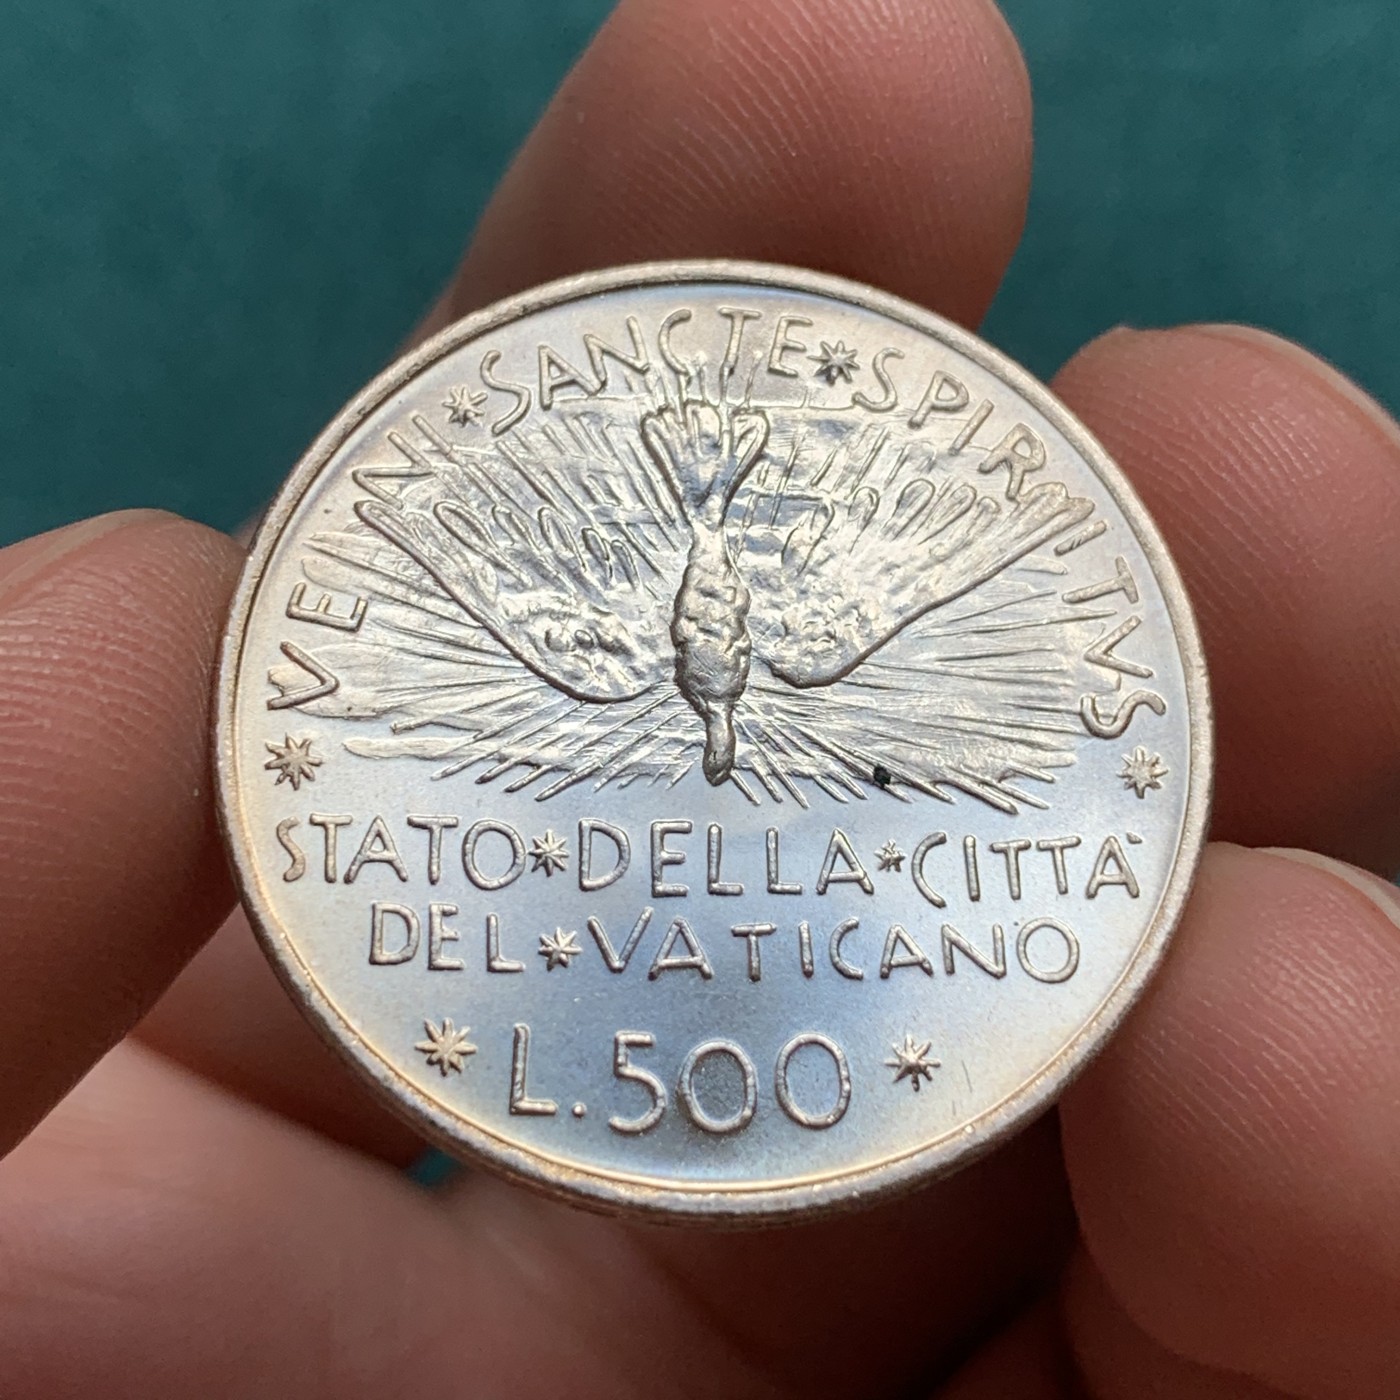 VENI * SANCTE * SPIRITVS
STATO * DELLA * CITTÀ
DEL * VATICANO
* L. 500 *